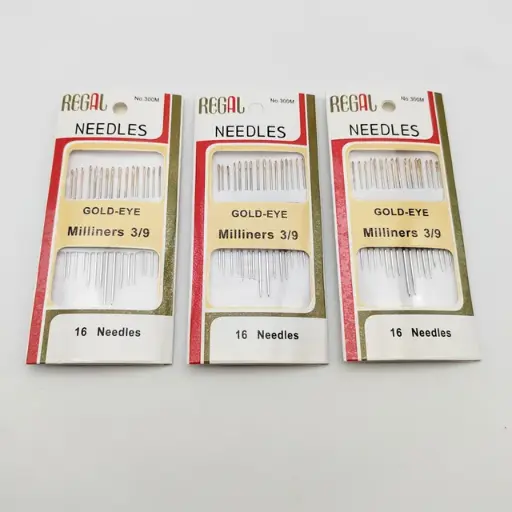 REGAL No.300M
NEEDLES
GOLD-EYE
Milliners 3/9
16 Needles
REGAL No.300M
NEEDLES
GOLD-EYE
Milliners 3/9
16 Needles
REGAL No.300M
NEEDLES
GOLD-EYE
Milliners 3/9
16 Needles